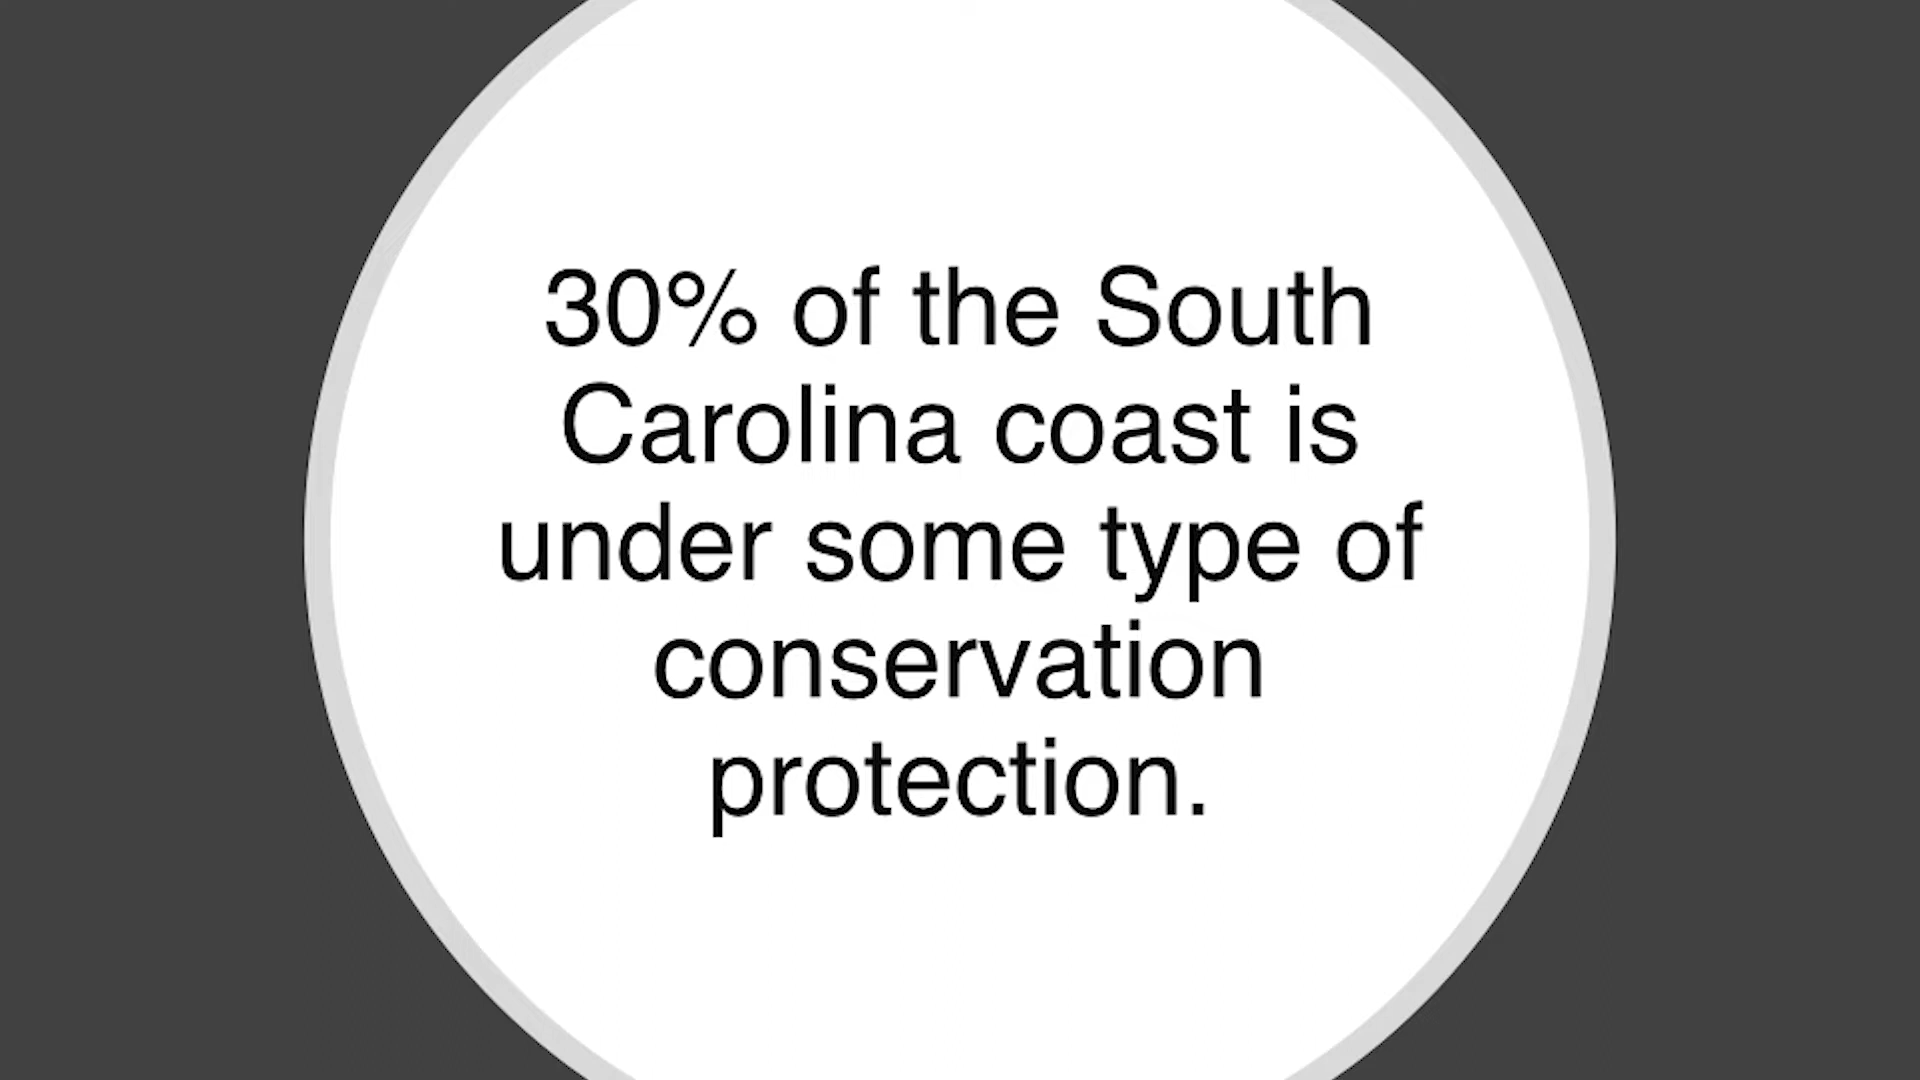 30% of the South
Carolina coast is
under some type of
conservation
protection.